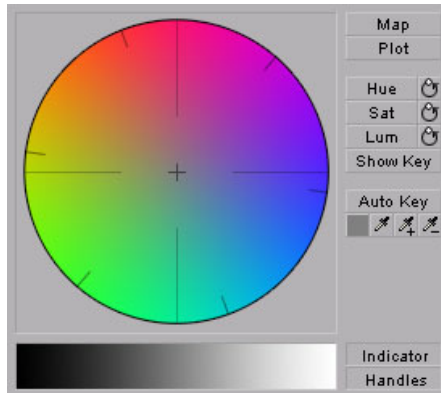 Map
Plot
Hue
Sat
Lum
Show Key
Auto Key
Indicator
Handles